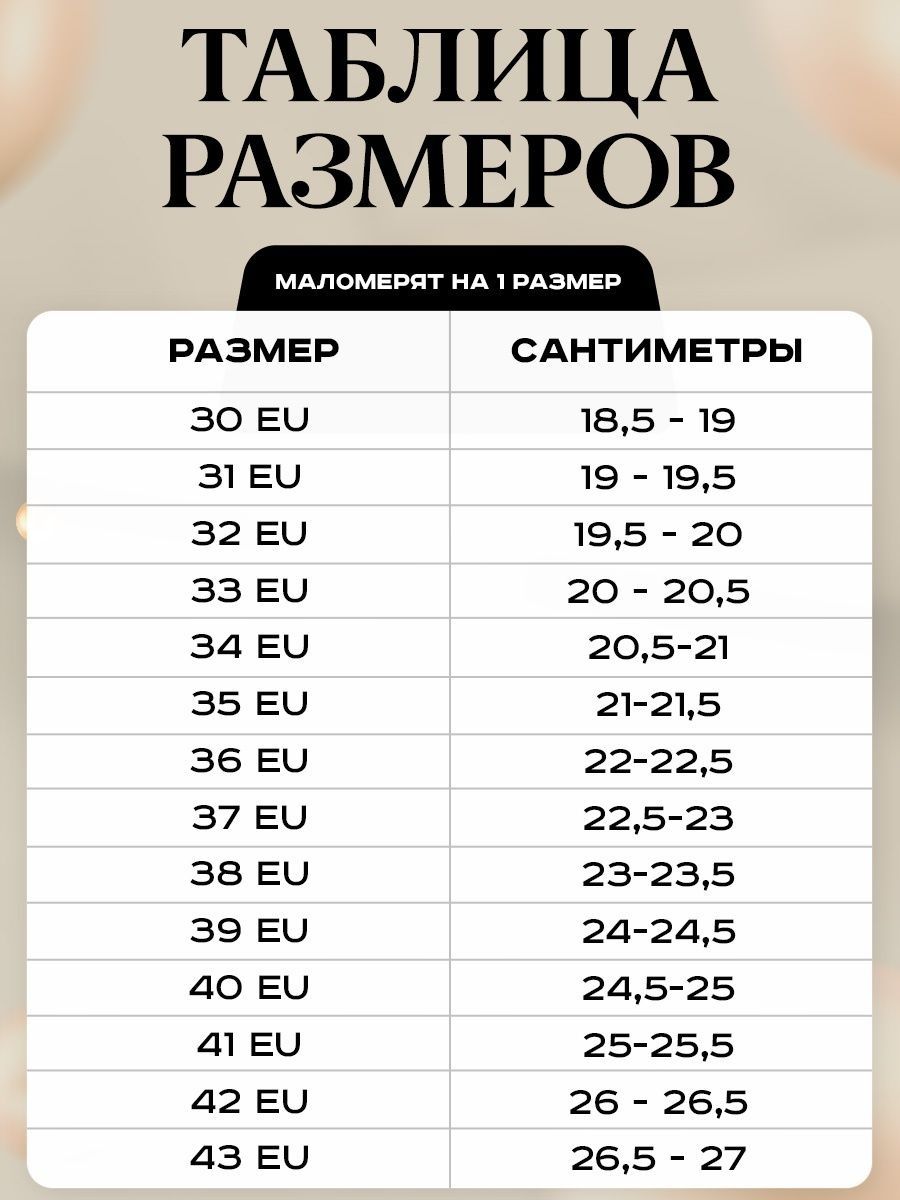 ТАБЛИЦА
РАЗМЕРОВ
МАЛОМЕРЯТ НА 1 РАЗМЕР
РАЗМЕР САНТИМЕТРЫ
30 EU 18,5 - 19
31 EU 19 - 19,5
32 EU 19,5 - 20
33 EU 20 - 20,5
34 EU 20,5-21
35 EU 21-21,5
36 EU 22-22,5
37 EU 22,5-23
38 EU 23-23,5
39 EU 24-24,5
40 EU 24,5-25
41 EU 25-25,5
42 EU 26 - 26,5
43 EU 26,5 - 27